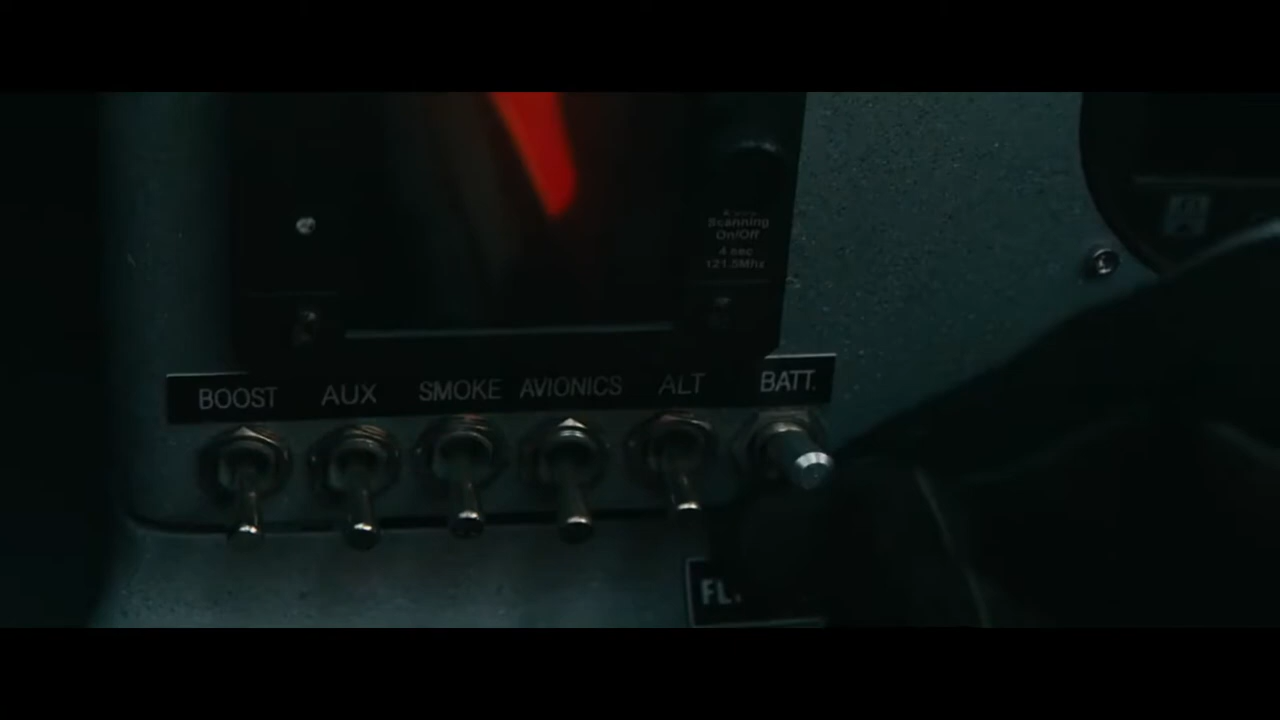 Scanning
On/Off
4 sec
121.5Mhz
BOOST AUX SMOKE AVIONICS ALT BATT.
FL